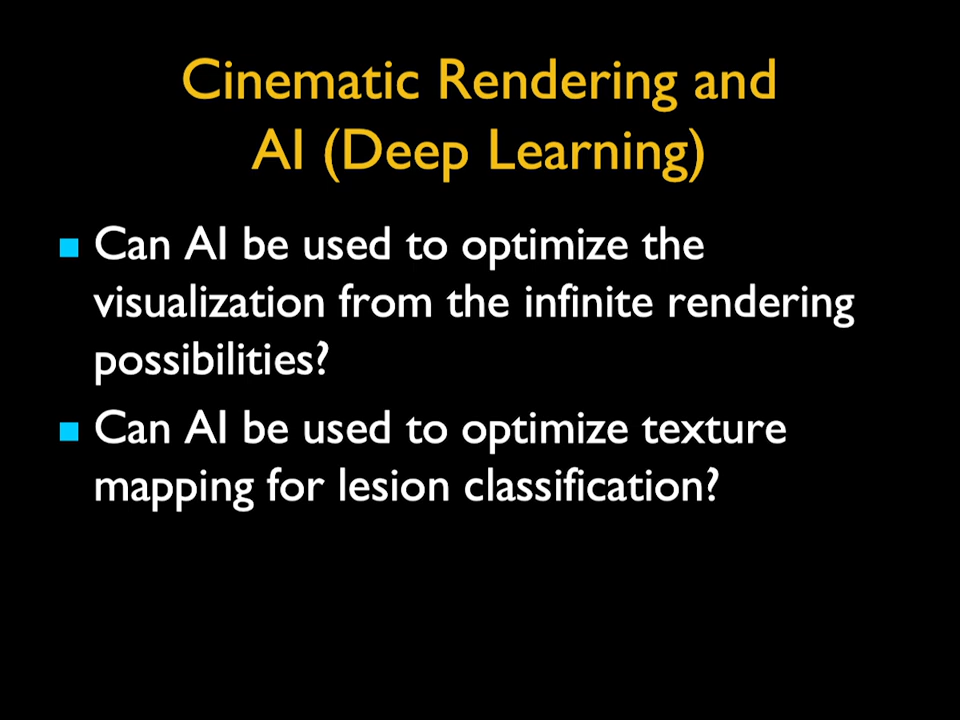 Cinematic Rendering and
AI (Deep Learning)
Can AI be used to optimize the
visualization from the infinite rendering
possibilities?
Can AI be used to optimize texture
mapping for lesion classification?